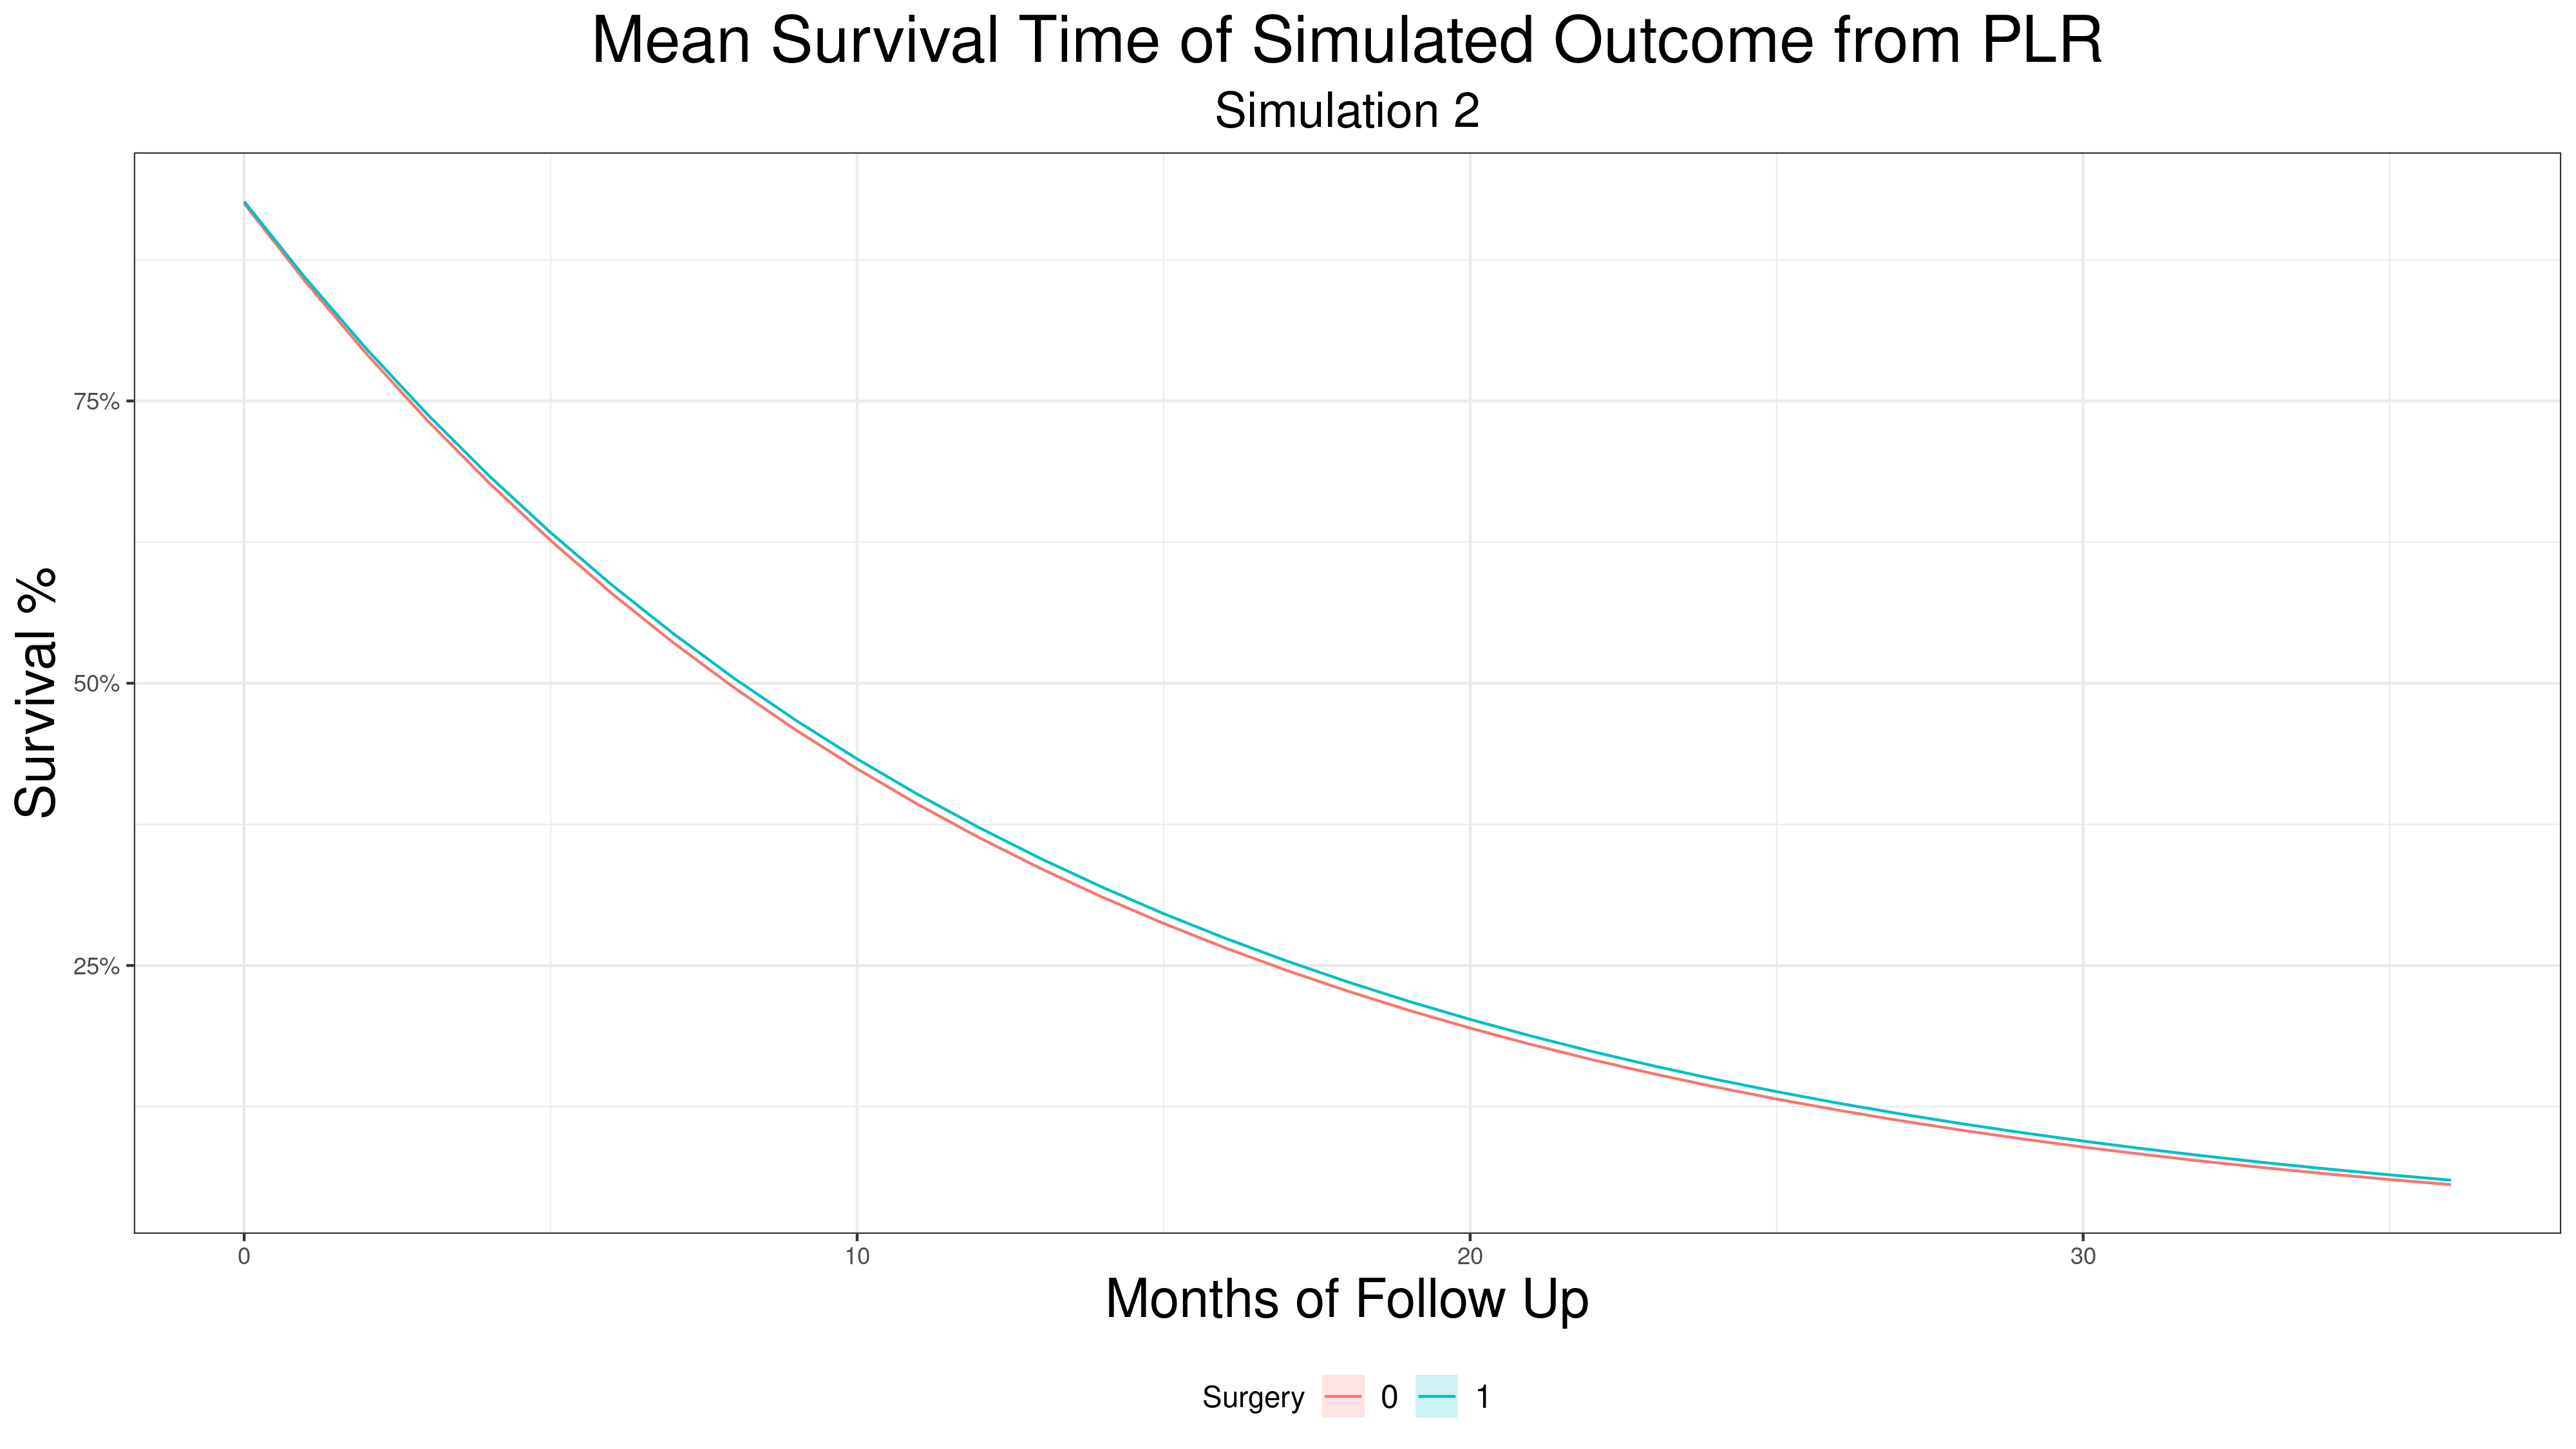 Mean Survival Time of Simulated Outcome from PLR
Simulation 2
Survival %
75%
50%
25%
0 10 20 30
Months of Follow Up
Surgery 0 1